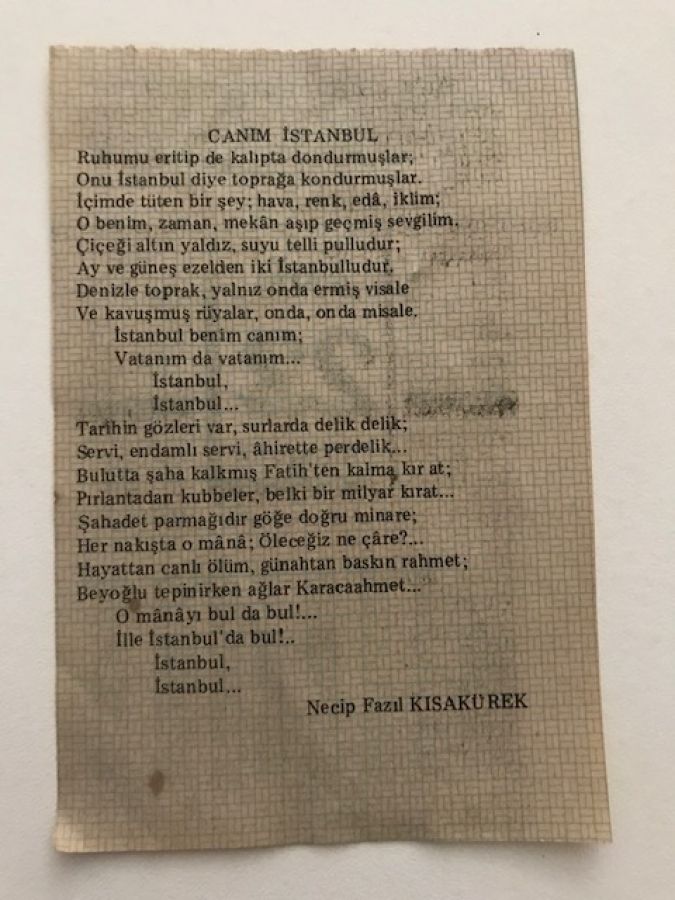 CANIM İSTANBUL
Ruhumu eritip de kalıpta dondurmuşlar;
Onu İstanbul diye toprağa kondurmuşlar.
İçimde tüten bir şey; hava, renk, edâ, iklim;
O benim, zaman, mekân aşıp geçmiş sevgilim.
Çiçeği altın yaldız, suyu telli pulludur;
Ay ve güneş ezelden iki İstanbulludur.
Denizle toprak, yalnız onda ermiş visale
Ve kavuşmuş rüyalar, onda, onda misale.
İstanbul benim canım;
Vatanım da vatanım...
İstanbul,
İstanbul...
Tarihin gözleri var, surlarda delik delik;
Servi, endamlı servi, âhirette perdelik...
Bulutta şaha kalkmış Fatih'ten kalma kır at;
Pırlantadan kubbeler, belki bir milyar kırat...
Şahadet parmağıdır göğe doğru minare;
Her nakışta o mânâ; Öleceğiz ne çâre?...
Hayattan canlı ölüm, günahtan baskın rahmet;
Beyoğlu tepinirken ağlar Karacaahmet...
O mânâyı bul da bul!...
İlle İstanbul'da bul!..
İstanbul,
İstanbul...
Necip Fazıl KISAKÜREK